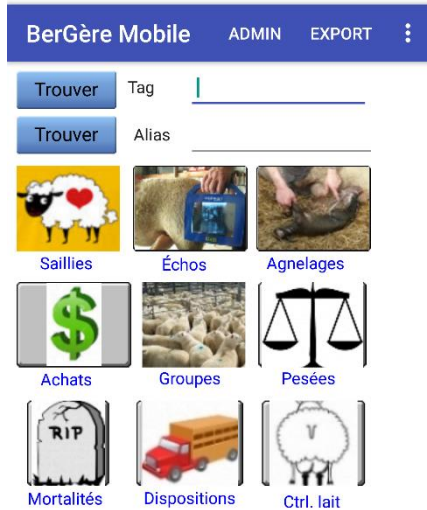 BerGère Mobile ADMIN EXPORT
Trouver Tag
Trouver Alias
Saillies Échos Agnelages
$
Achats Groupes Pesées
RIP
Mortalités Dispositions Ctrl. lait